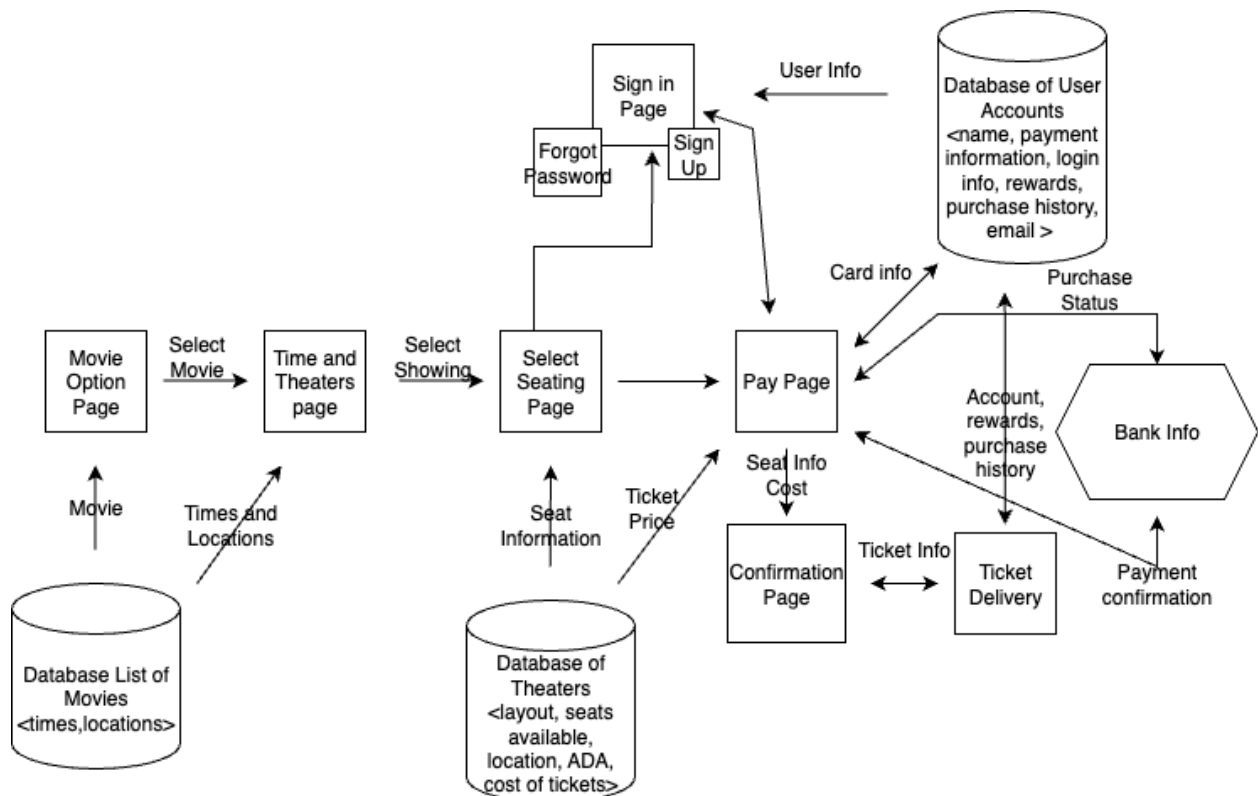 Sign in
Page
Forgot
Password
Sign
Up
User Info
Database of User
Accounts
<name, payment
information, login
info, rewards,
purchase history,
email >
Card info
Purchase
Status
Movie
Option
Page
Select
Movie
Time and
Theaters
page
Select
Showing
Select
Seating
Page
Pay Page
Account,
rewards,
purchase
history
Bank Info
Movie
Times and
Locations
Seat
Information
Ticket
Price
Seat Info
Cost
Confirmation
Page
Ticket Info
Ticket
Delivery
Payment
confirmation
Database List of
Movies
<times,locations>
Database of
Theaters
<layout, seats
available,
location, ADA,
cost of tickets>